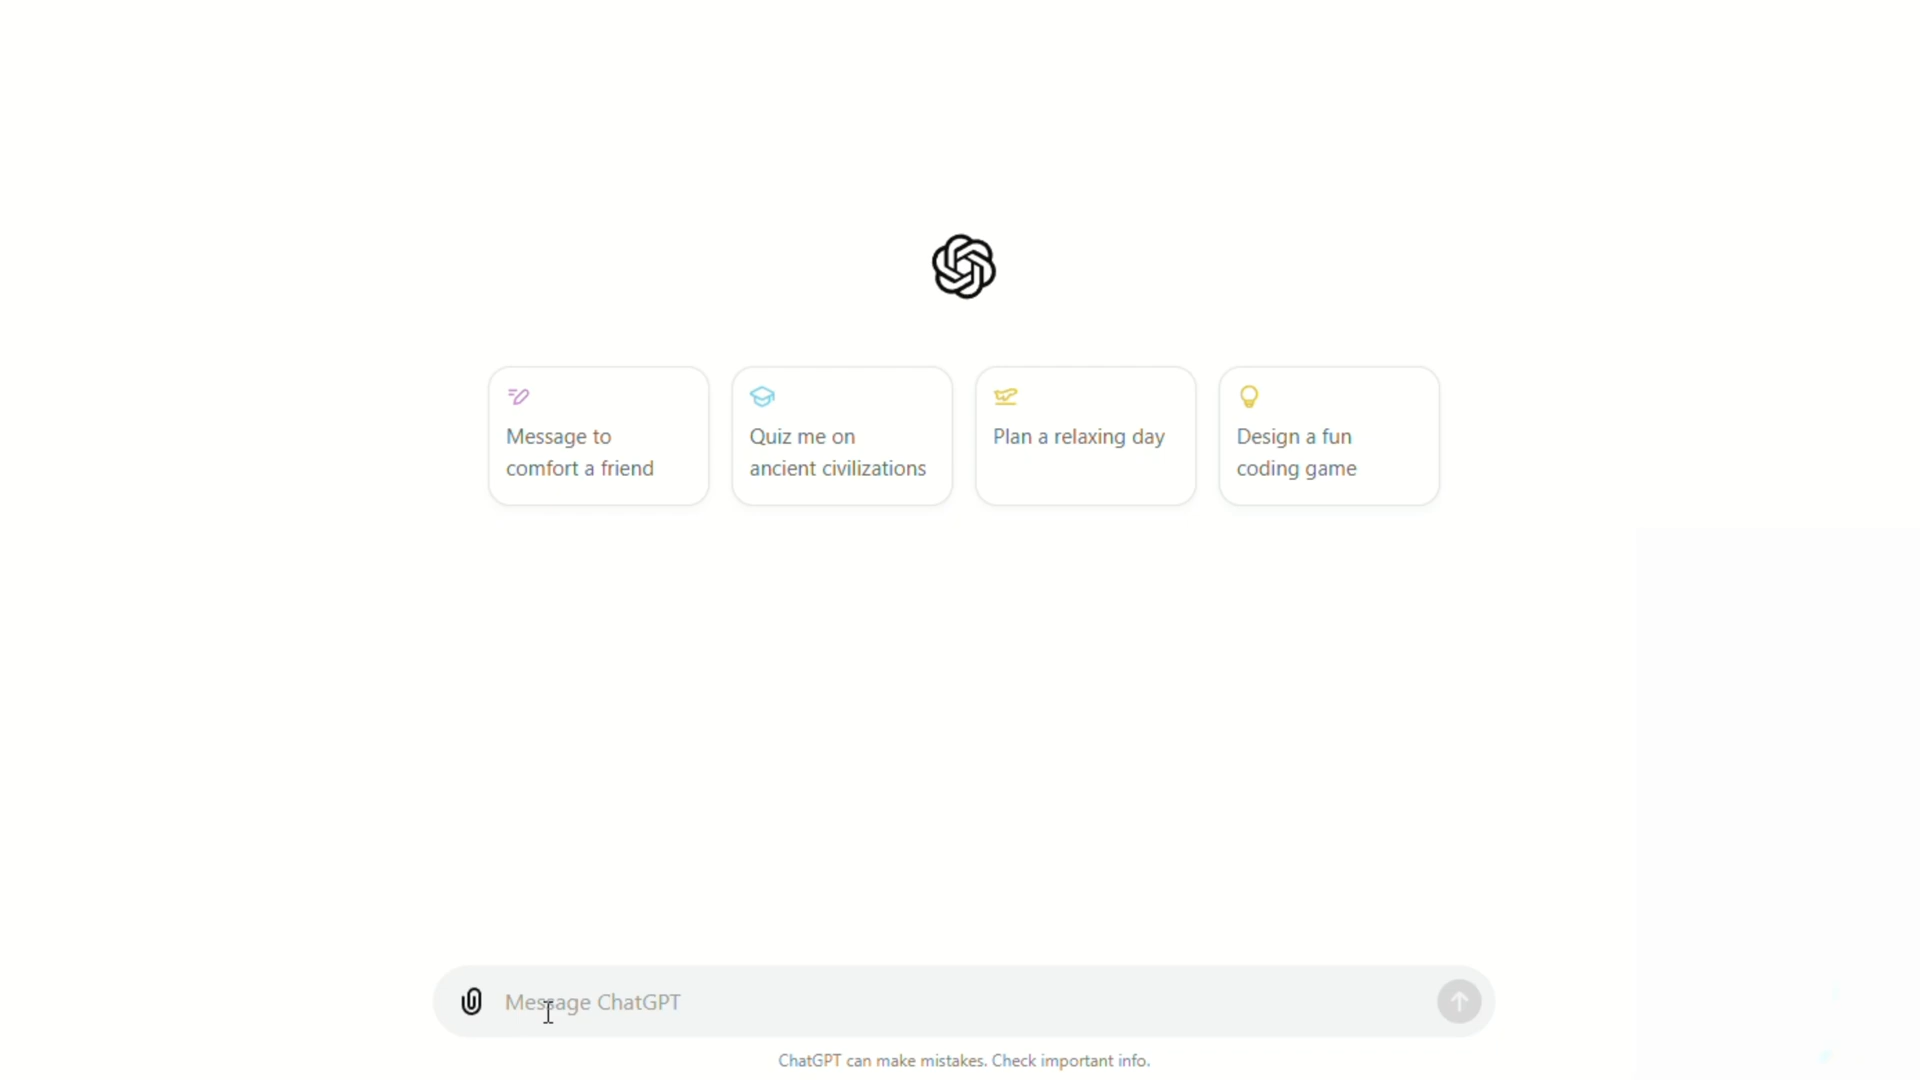 Message to
comfort a friend
Quiz me on
ancient civilizations
Plan a relaxing day
Design a fun
coding game
Message ChatGPT
ChatGPT can make mistakes. Check important info.